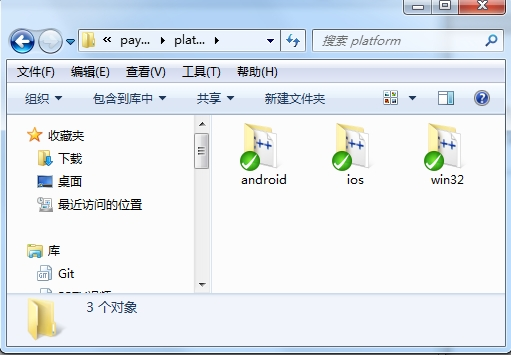 « pay... ▸ plat... ▸
搜索 platform
文件(F) 编辑(E) 查看(V) 工具(T) 帮助(H)
组织 包含到库中 共享 新建文件夹
收藏夹
下载
桌面
最近访问的位置
库
Git
android ios win32
3 个对象